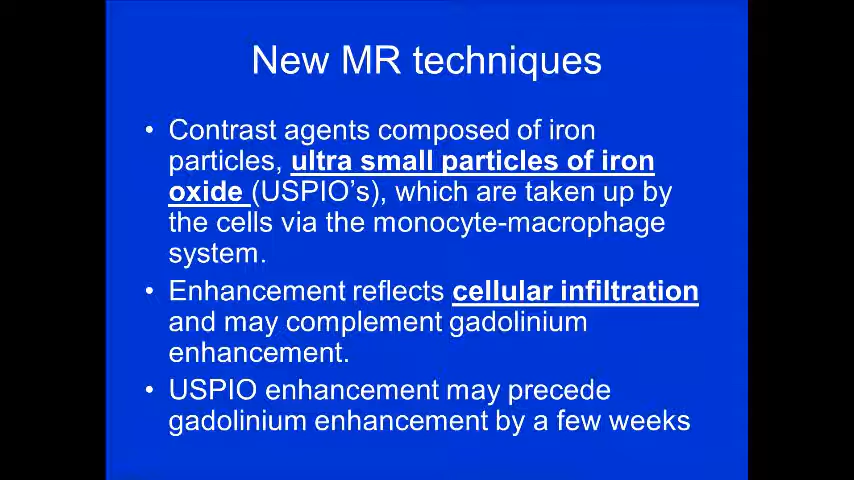 New MR techniques
• Contrast agents composed of iron
particles, ultra small particles of iron
oxide (USPIO's), which are taken up by
the cells via the monocyte-macrophage
system.
• Enhancement reflects cellular infiltration
and may complement gadolinium
enhancement.
• USPIO enhancement may precede
gadolinium enhancement by a few weeks